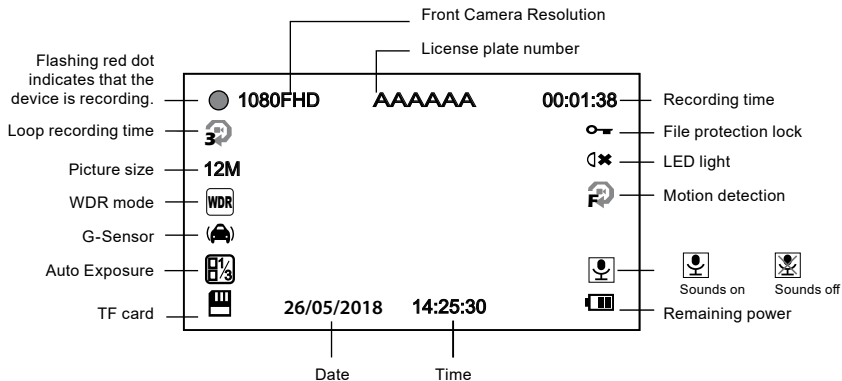 Front Camera Resolution
License plate number
Flashing red dot
indicates that the
device is recording.
1080FHD AAAAAA 00:01:38
Recording time
Loop recording time
3
File protection lock
Picture size
12M
LED light
WDR mode
WDR
F
Motion detection
G-Sensor
Auto Exposure
1/3
Sounds on
Sounds off
TF card
26/05/2018 14:25:30
Remaining power
Date
Time